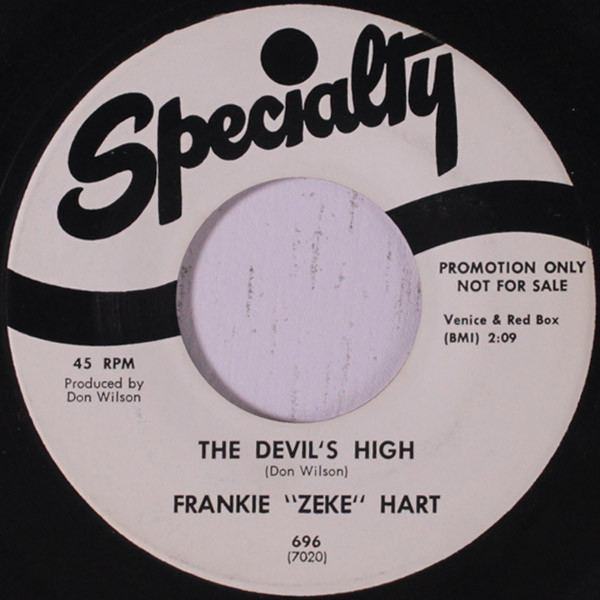 Specialty
PROMOTION ONLY
NOT FOR SALE
Venice & Red Box
(BMI) 2:09
45 RPM
Produced by
Don Wilson
THE DEVIL'S HIGH
(Don Wilson)
FRANKIE "ZEKE" HART
696
(7020)